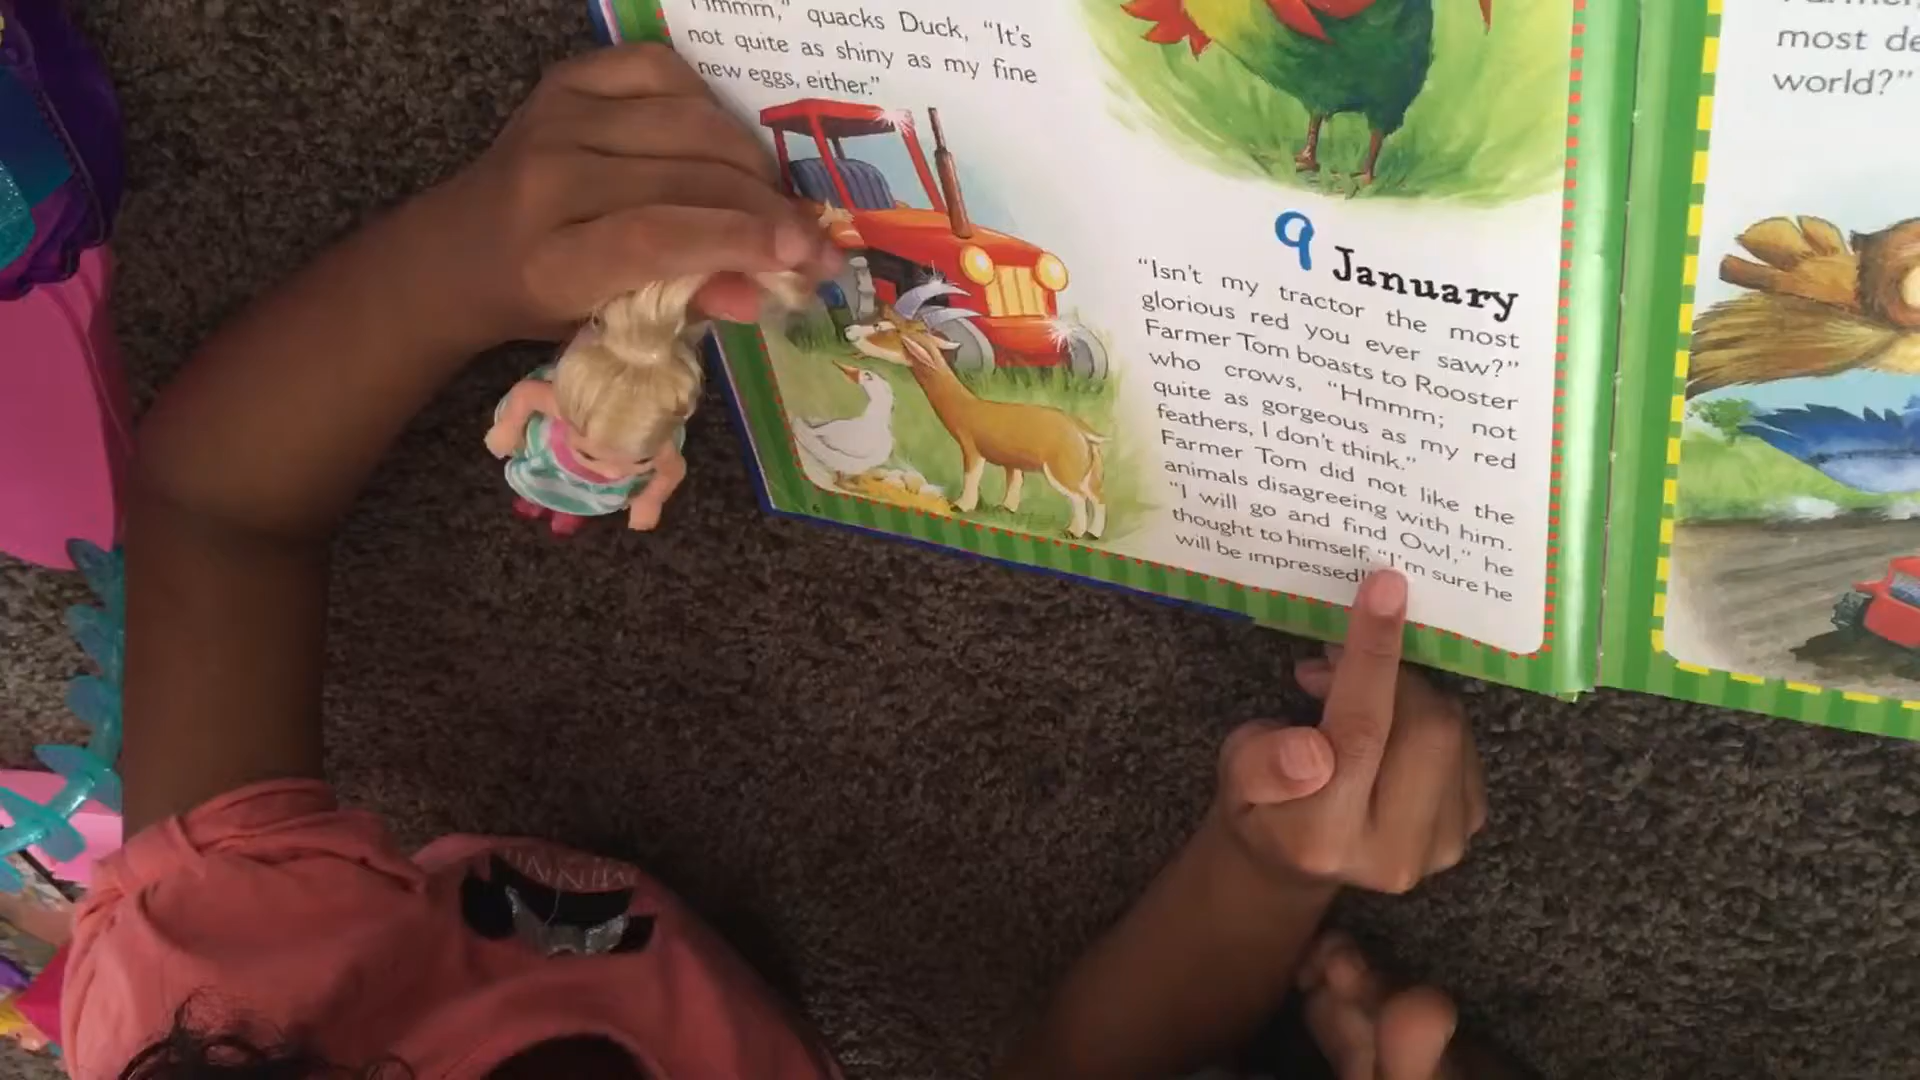 Hmmm," quacks Duck, "It's
not quite as shiny as my fine
new eggs, either."
9 January
"Isn't my tractor the most
glorious red you ever saw?"
Farmer Tom boasts to Rooster
who crows, "Hmmm; not
quite as gorgeous as my red
feathers, I don't think."
Farmer Tom did not like the
animals disagreeing with him.
"I will go and find Owl," he
thought to himself, "I'm sure he
will be impressed!"
6
most
world?"